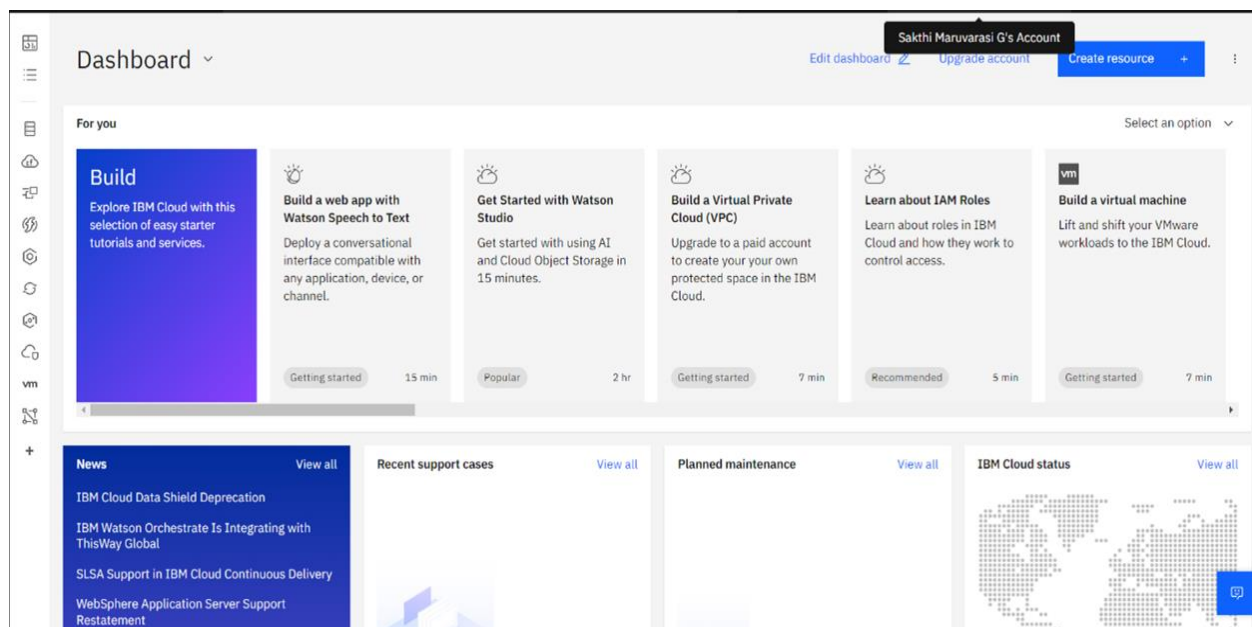 Sakthi Maruvarasi G's Account
Dashboard
Edit dashboard
Upgrade account
Create resource +
For you
Select an option
Build
Explore IBM Cloud with this
selection of easy starter
tutorials and services.
Build a web app with
Watson Speech to Text
Deploy a conversational
interface compatible with
any application, device, or
channel.
Getting started
15 min
Get Started with Watson
Studio
Get started with using AI
and Cloud Object Storage in
15 minutes.
Popular
2 hr
Build a Virtual Private
Cloud (VPC)
Upgrade to a paid account
to create your your own
protected space in the IBM
Cloud.
Getting started
7 min
Learn about IAM Roles
Learn about roles in IBM
Cloud and how they work to
control access.
Recommended
5 min
vm
Build a virtual machine
Lift and shift your VMware
workloads to the IBM Cloud.
Getting started
7 min
vm
News
View all
IBM Cloud Data Shield Deprecation
IBM Watson Orchestrate Is Integrating with
ThisWay Global
SLSA Support in IBM Cloud Continuous Delivery
WebSphere Application Server Support
Restatement
Recent support cases
View all
Planned maintenance
View all
IBM Cloud status
View all